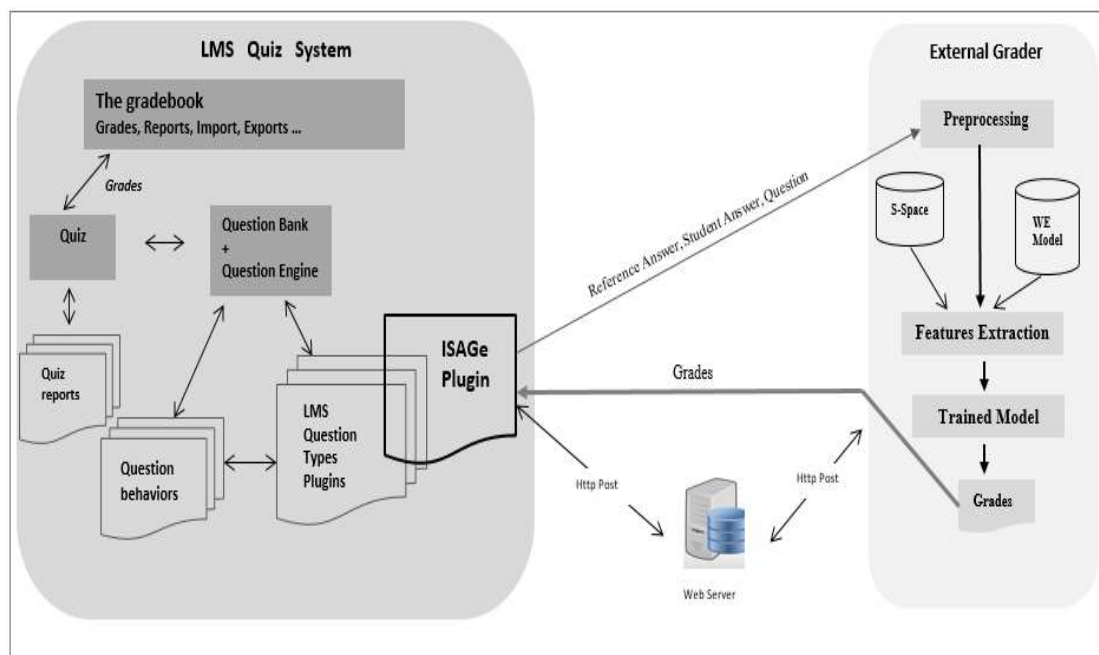 LMS Quiz System
The gradebook
Grades, Reports, Import, Exports ...
Grades
Quiz
Question Bank
+
Question Engine
Quiz
reports
Question
behaviors
LMS
Question
Types
Plugins
ISAGe
Plugin
Reference Answer, Student Answer, Question
Grades
Http Post
Http Post
Web Server
External Grader
Preprocessing
S-Space
WE
Model
Features Extraction
Trained Model
Grades